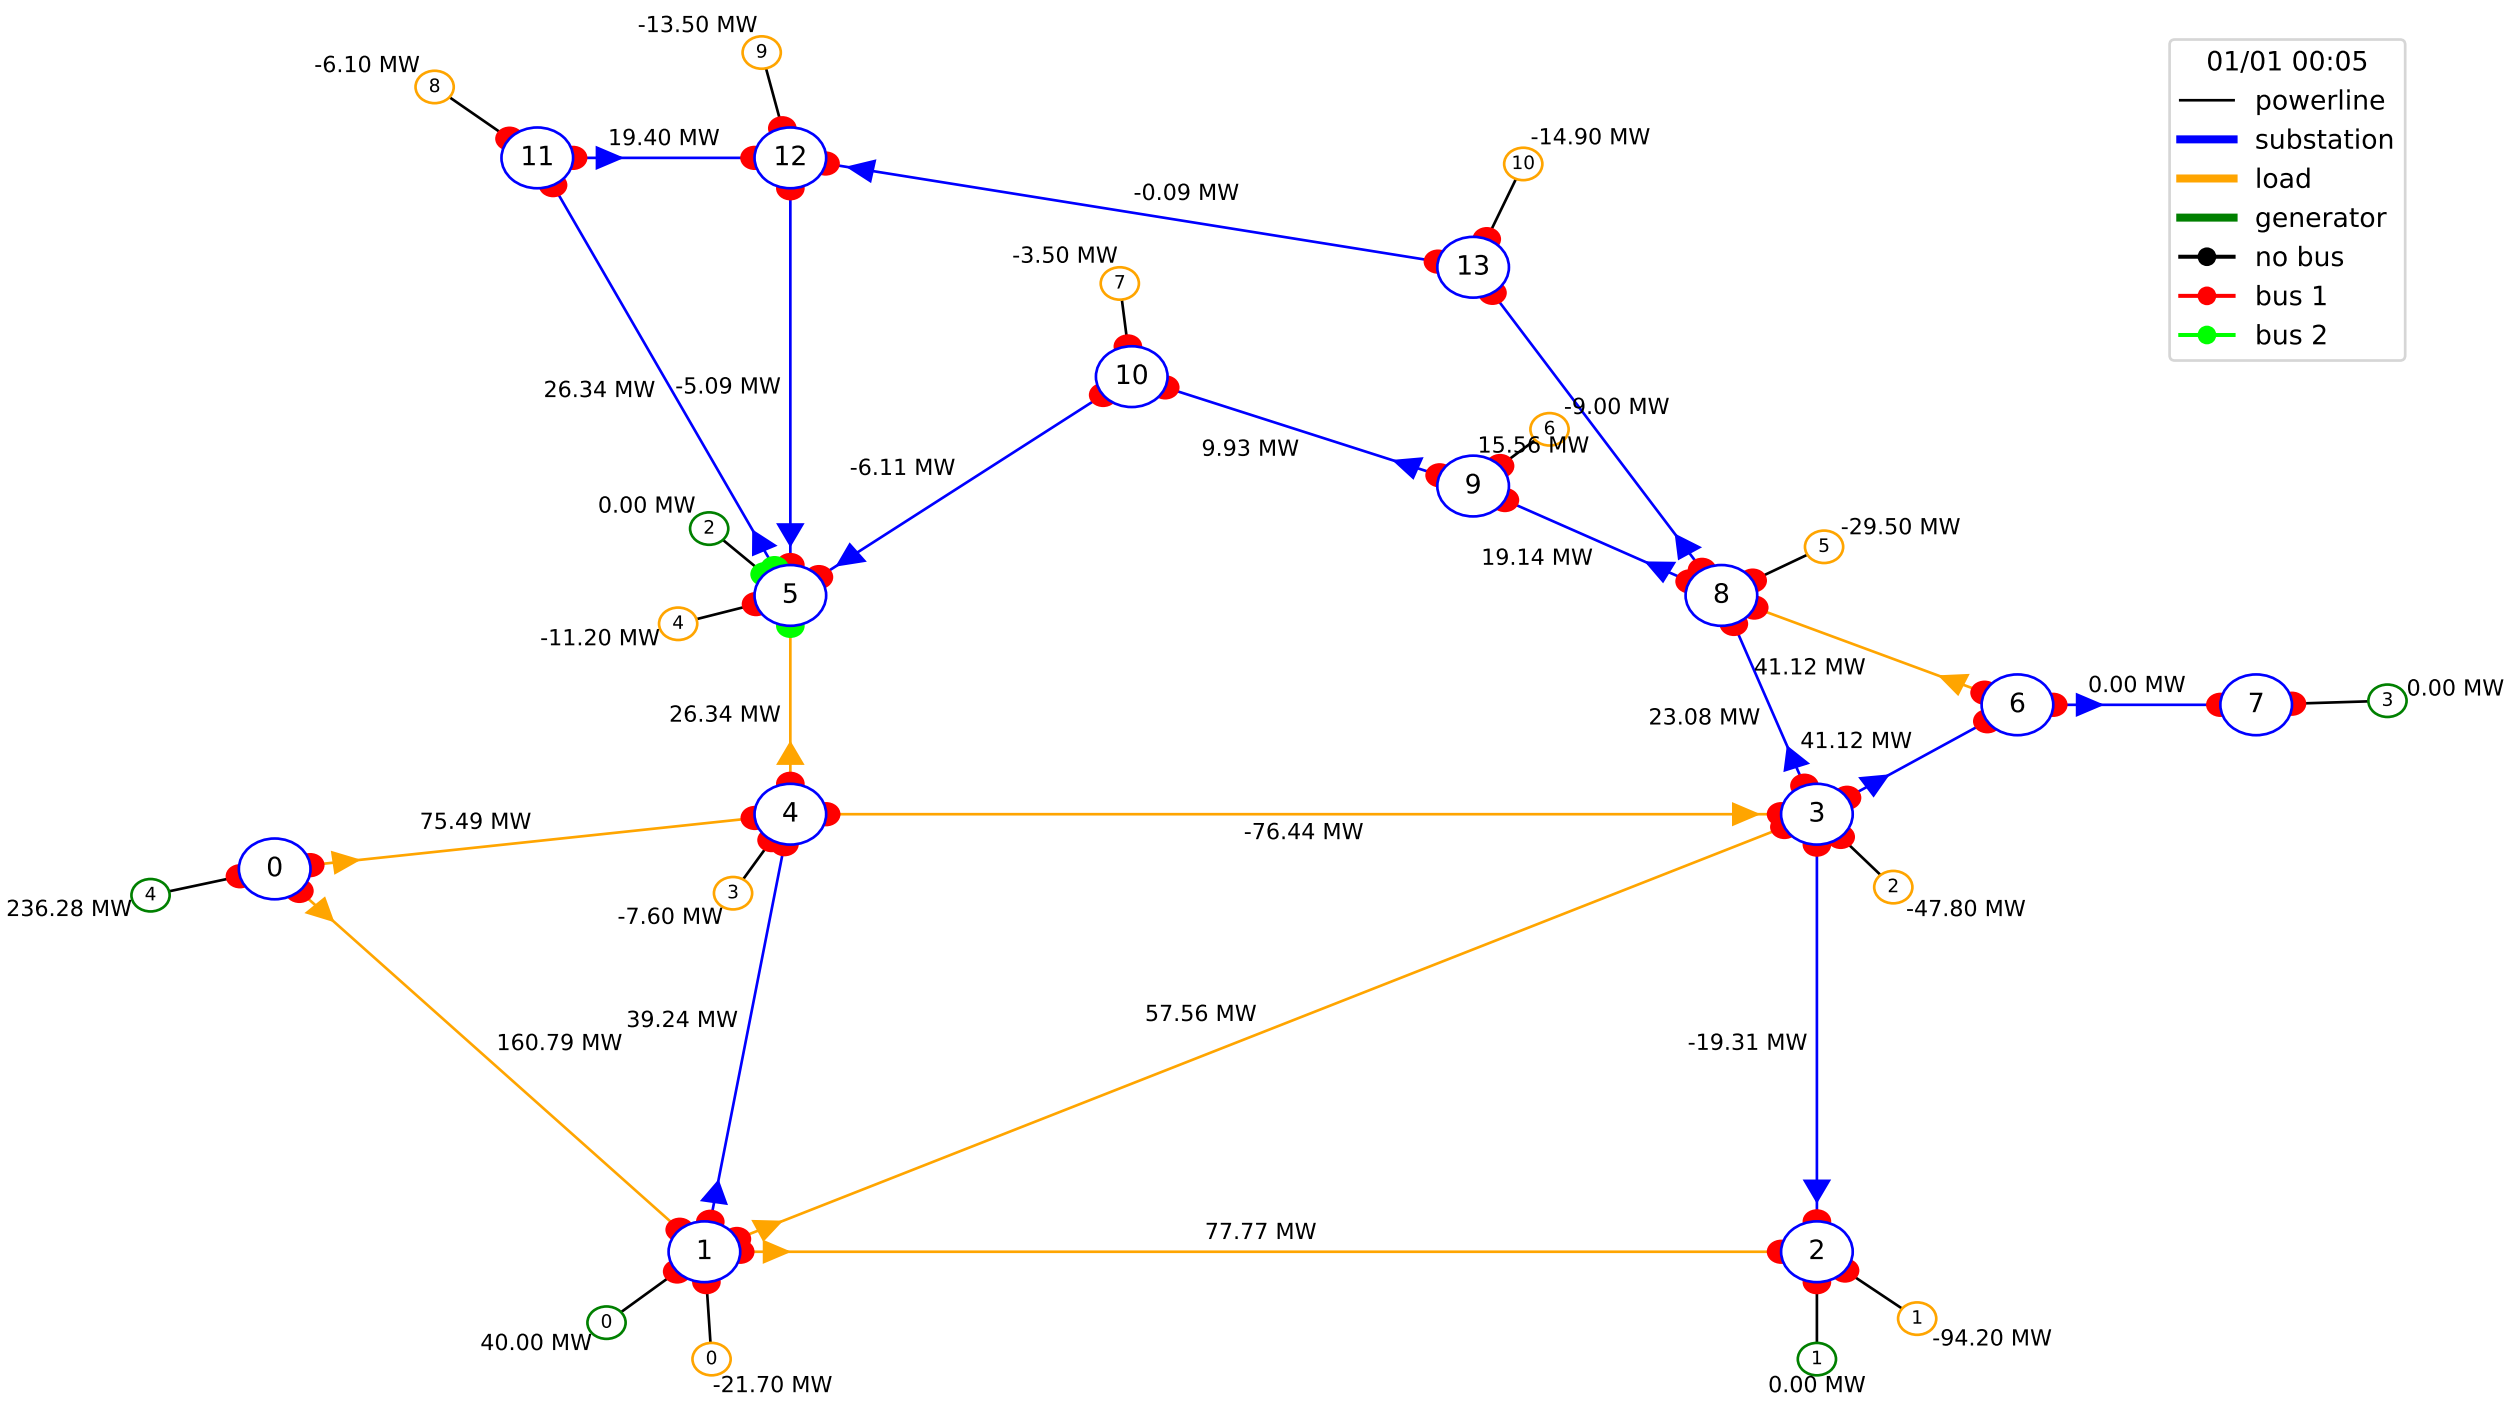 -13.50 MW
9
-6.10 MW
8
11
19.40 MW
12
-0.09 MW
-14.90 MW
10
13
-3.50 MW
7
10
26.34 MW
-5.09 MW
-9.00 MW
6
15.56 MW
9.93 MW
9
-6.11 MW
0.00 MW
2
-29.50 MW
5
19.14 MW
5
8
4
-11.20 MW
41.12 MW
0.00 MW
3
0.00 MW
6
7
26.34 MW
23.08 MW
41.12 MW
75.49 MW
4
-76.44 MW
3
0
4
236.28 MW
3
-7.60 MW
2
-47.80 MW
39.24 MW
160.79 MW
57.56 MW
-19.31 MW
77.77 MW
1
2
0
40.00 MW
0
-21.70 MW
1
0.00 MW
1
-94.20 MW
01/01 00:05
powerline
substation
load
generator
no bus
bus 1
bus 2